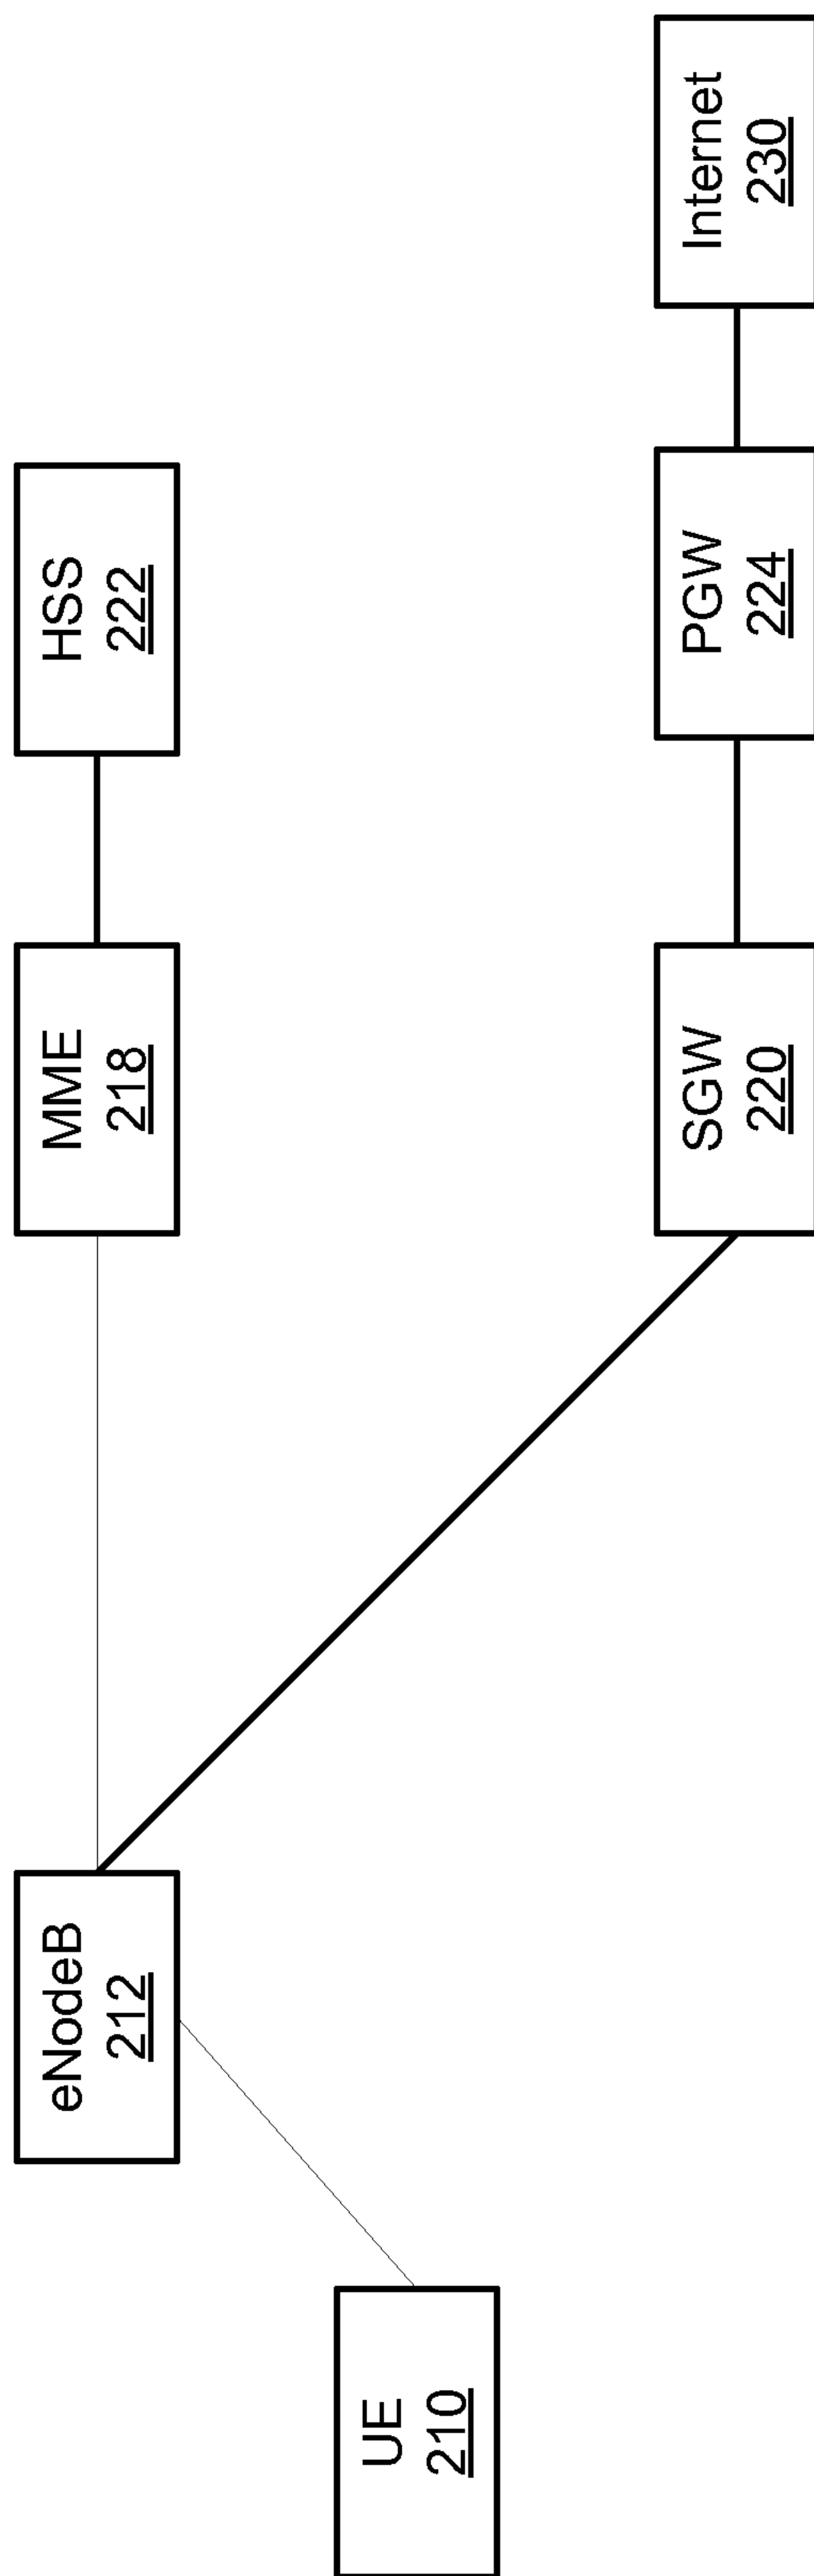 eNodeB
212
MME
218
HSS
222
UE
210
SGW
220
PGW
224
Internet
230